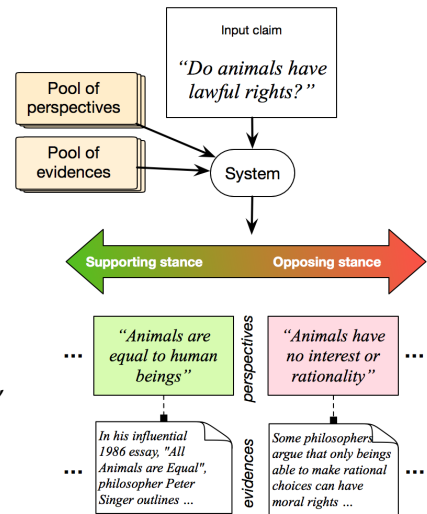 Input claim
“Do animals have
lawful rights?”
Pool of
perspectives
Pool of
evidences
System
Supporting stance
Opposing stance
“Animals are
equal to human
beings”
perspectives
“Animals have
no interest or
rationality”
...
...
In his influential
1986 essay, "All
Animals are Equal",
philosopher Peter
Singer outlines ...
evidences
Some philosophers
argue that only beings
able to make rational
choices can have
moral rights ...
...
...